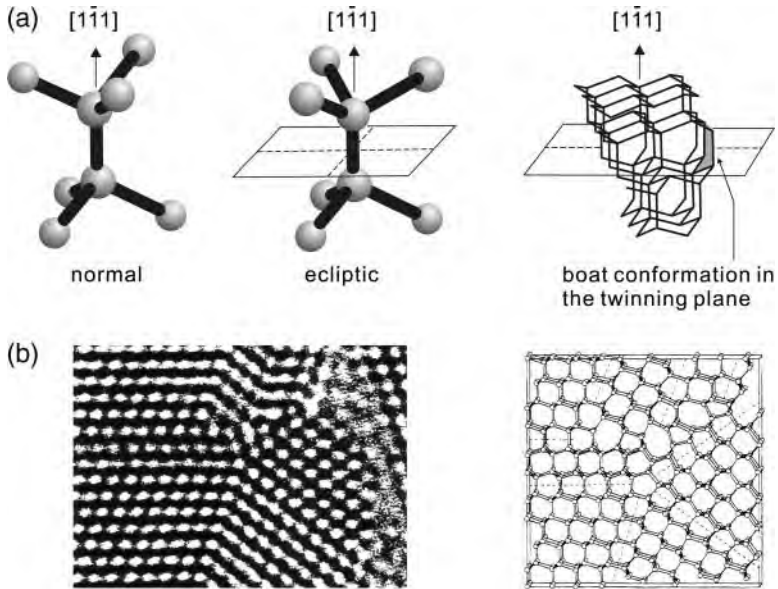 (a)
[11̄1]
[11̄1]
[11̄1]
normal
ecliptic
boat conformation in
the twinning plane
(b)